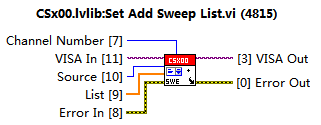 CSx00.lvlib:Set Add Sweep List.vi (4815)
Channel Number [7]
VISA In [11]
Source [10]
List [9]
Error In [8]
CSX00
SWE
[3] VISA Out
[0] Error Out